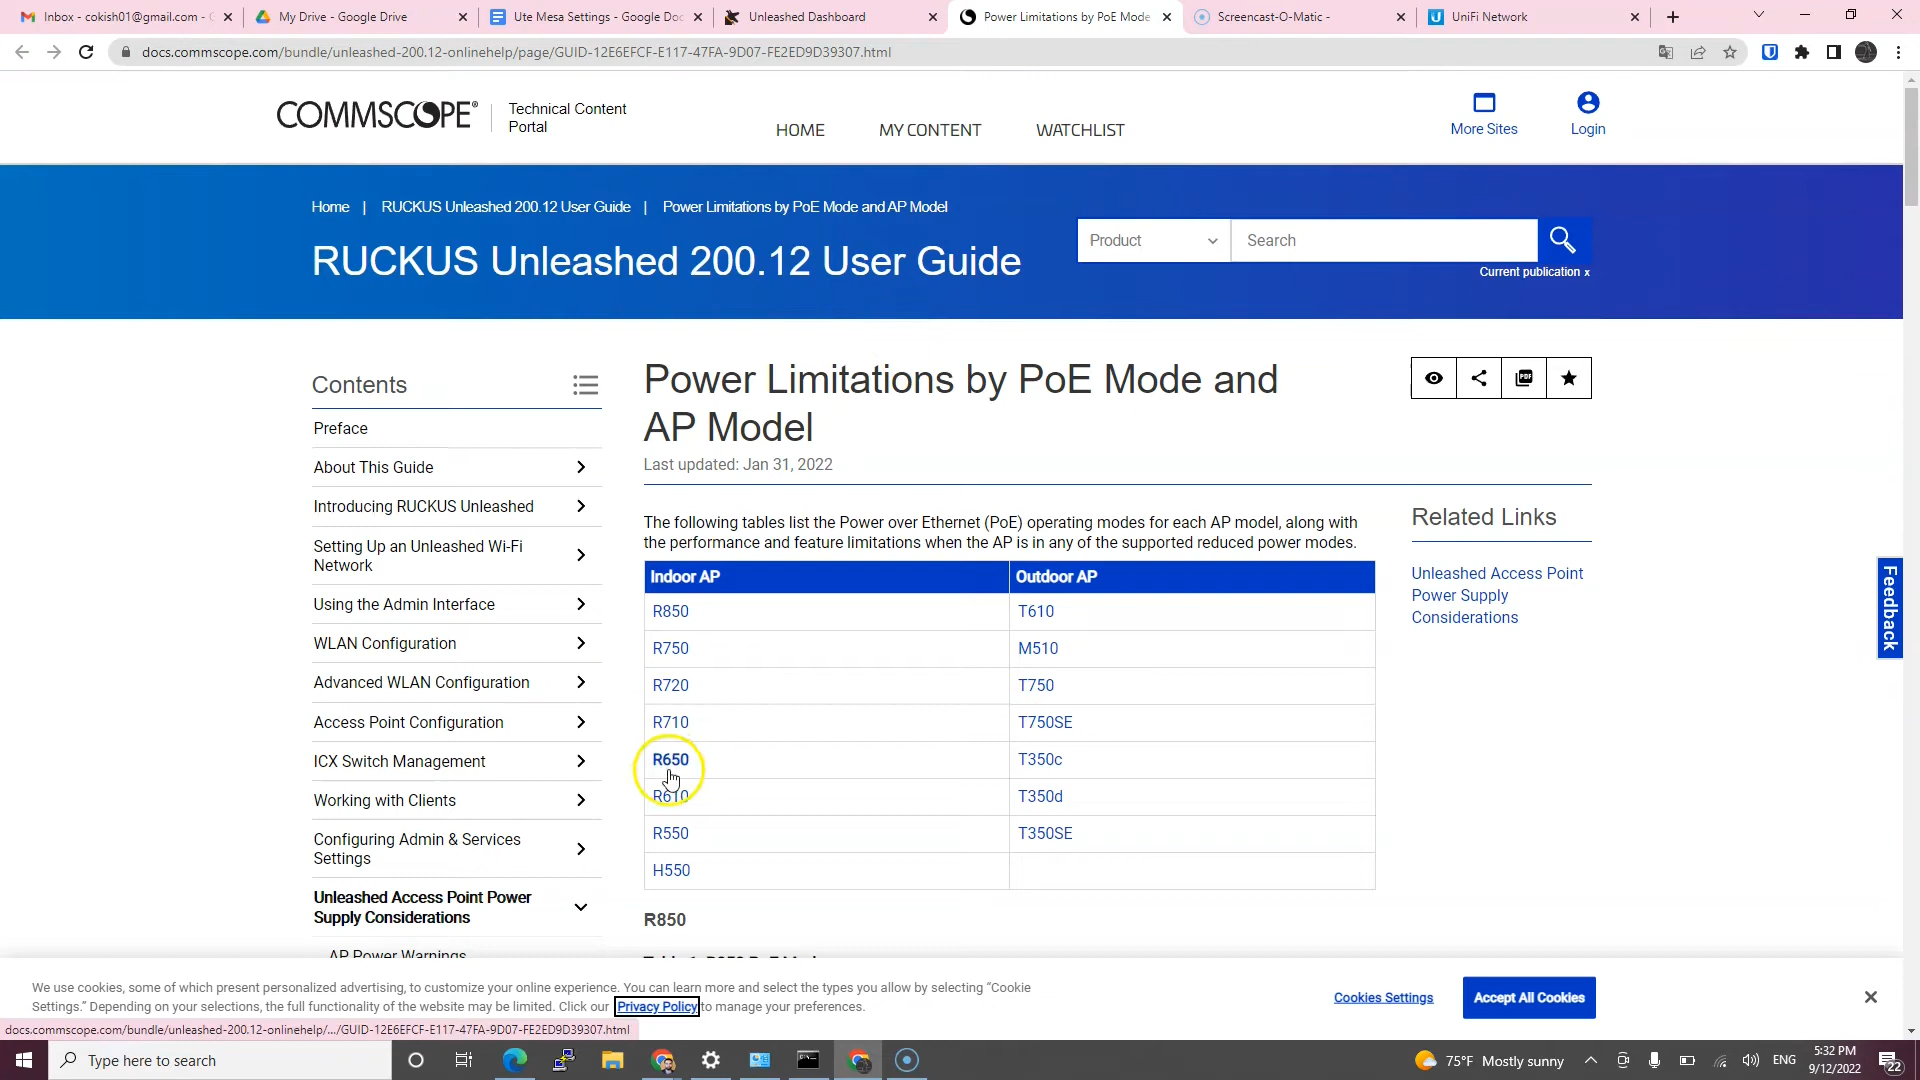 Inbox - cokish01@gmail.com - G
My Drive - Google Drive
Ute Mesa Settings - Google Doc
Unleashed Dashboard
Power Limitations by PoE Mode
Screencast-O-Matic -
UniFi Network
docs.commscope.com/bundle/unleashed-200.12-onlinehelp/page/GUID-12E6EFCF-E117-47FA-9D07-FE2ED9D39307.html
COMMSCOPE®
Technical Content
Portal
HOME
MY CONTENT
WATCHLIST
More Sites
Login
Home | RUCKUS Unleashed 200.12 User Guide | Power Limitations by PoE Mode and AP Model
RUCKUS Unleashed 200.12 User Guide
Product
Search
Current publication x
Contents
Preface
About This Guide
Introducing RUCKUS Unleashed
Setting Up an Unleashed Wi-Fi
Network
Using the Admin Interface
WLAN Configuration
Advanced WLAN Configuration
Access Point Configuration
ICX Switch Management
Working with Clients
Configuring Admin & Services
Settings
Unleashed Access Point Power
Supply Considerations
AP Power Warnings
Power Limitations by PoE Mode and
AP Model
Last updated: Jan 31, 2022
PDF
The following tables list the Power over Ethernet (PoE) operating modes for each AP model, along with
the performance and feature limitations when the AP is in any of the supported reduced power modes.
Indoor AP
Outdoor AP
R850
T610
R750
M510
R720
T750
R710
T750SE
R650
T350c
R610
T350d
R550
T350SE
H550
R850
Related Links
Unleashed Access Point
Power Supply
Considerations
Feedback
We use cookies, some of which present personalized advertising, to customize your online experience. You can learn more and select the types you allow by selecting “Cookie
Settings.” Depending on your selections, the full functionality of the website may be limited. Click our Privacy Policy to manage your preferences.
Cookies Settings
Accept All Cookies
docs.commscope.com/bundle/unleashed-200.12-onlinehelp/.../GUID-12E6EFCF-E117-47FA-9D07-FE2ED9D39307.html
Type here to search
75°F Mostly sunny
ENG
5:32 PM
9/12/2022
22